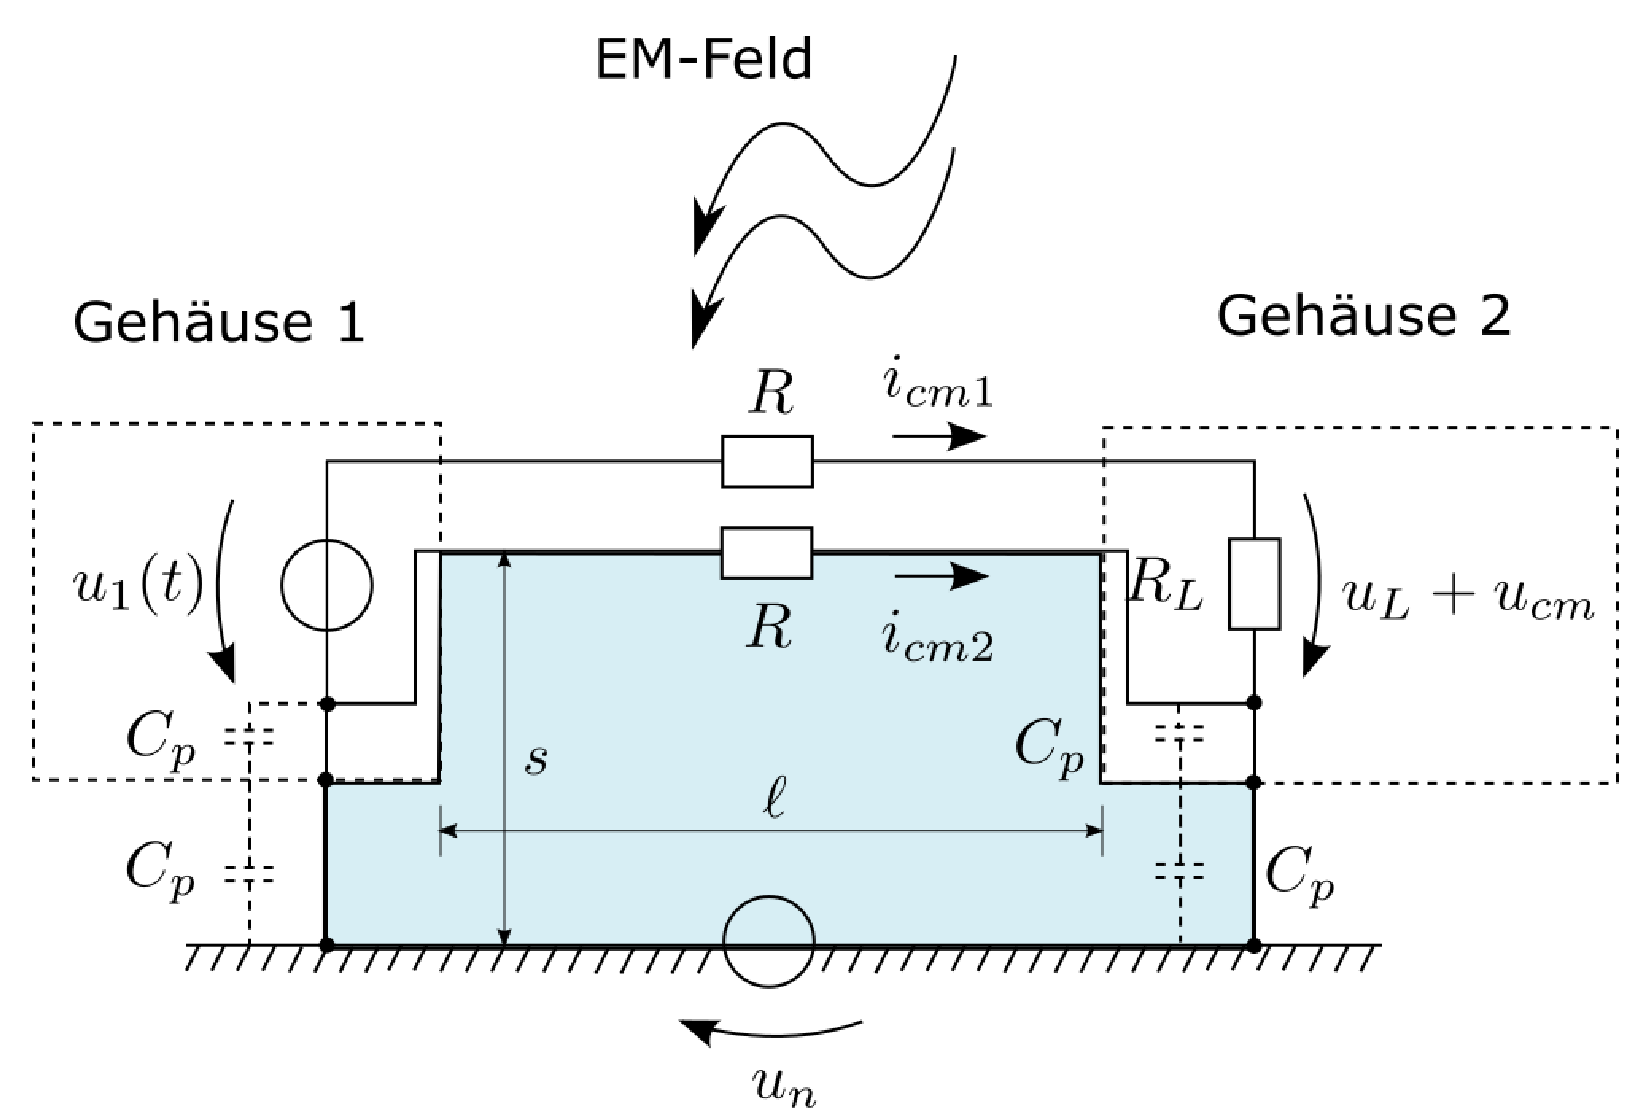 EM-Feld
Gehäuse 1
Gehäuse 2
R
i_{cm1}
u_1(t)
R
i_{cm2}
R_L
u_L + u_{cm}
C_p
s
C_p
ℓ
C_p
C_p
u_n